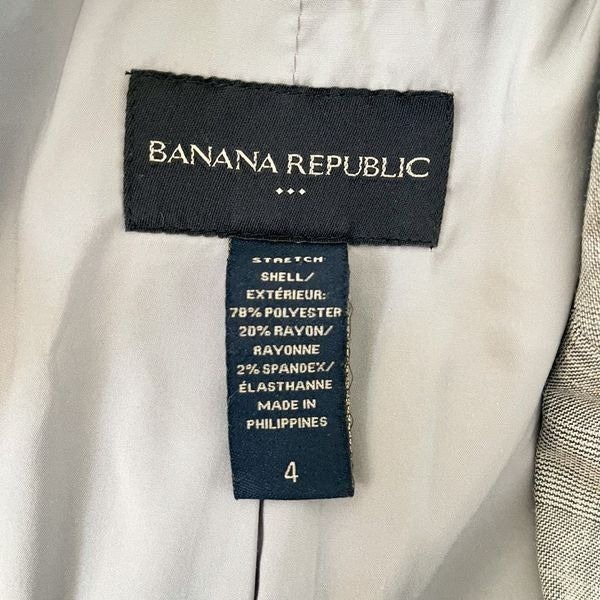 BANANA REPUBLIC
STRETCH
SHELL/
EXTÉRIEUR:
78% POLYESTER
20% RAYON/
RAYONNE
2% SPANDEX/
ÉLASTHANNE
MADE IN
PHILIPPINES
4